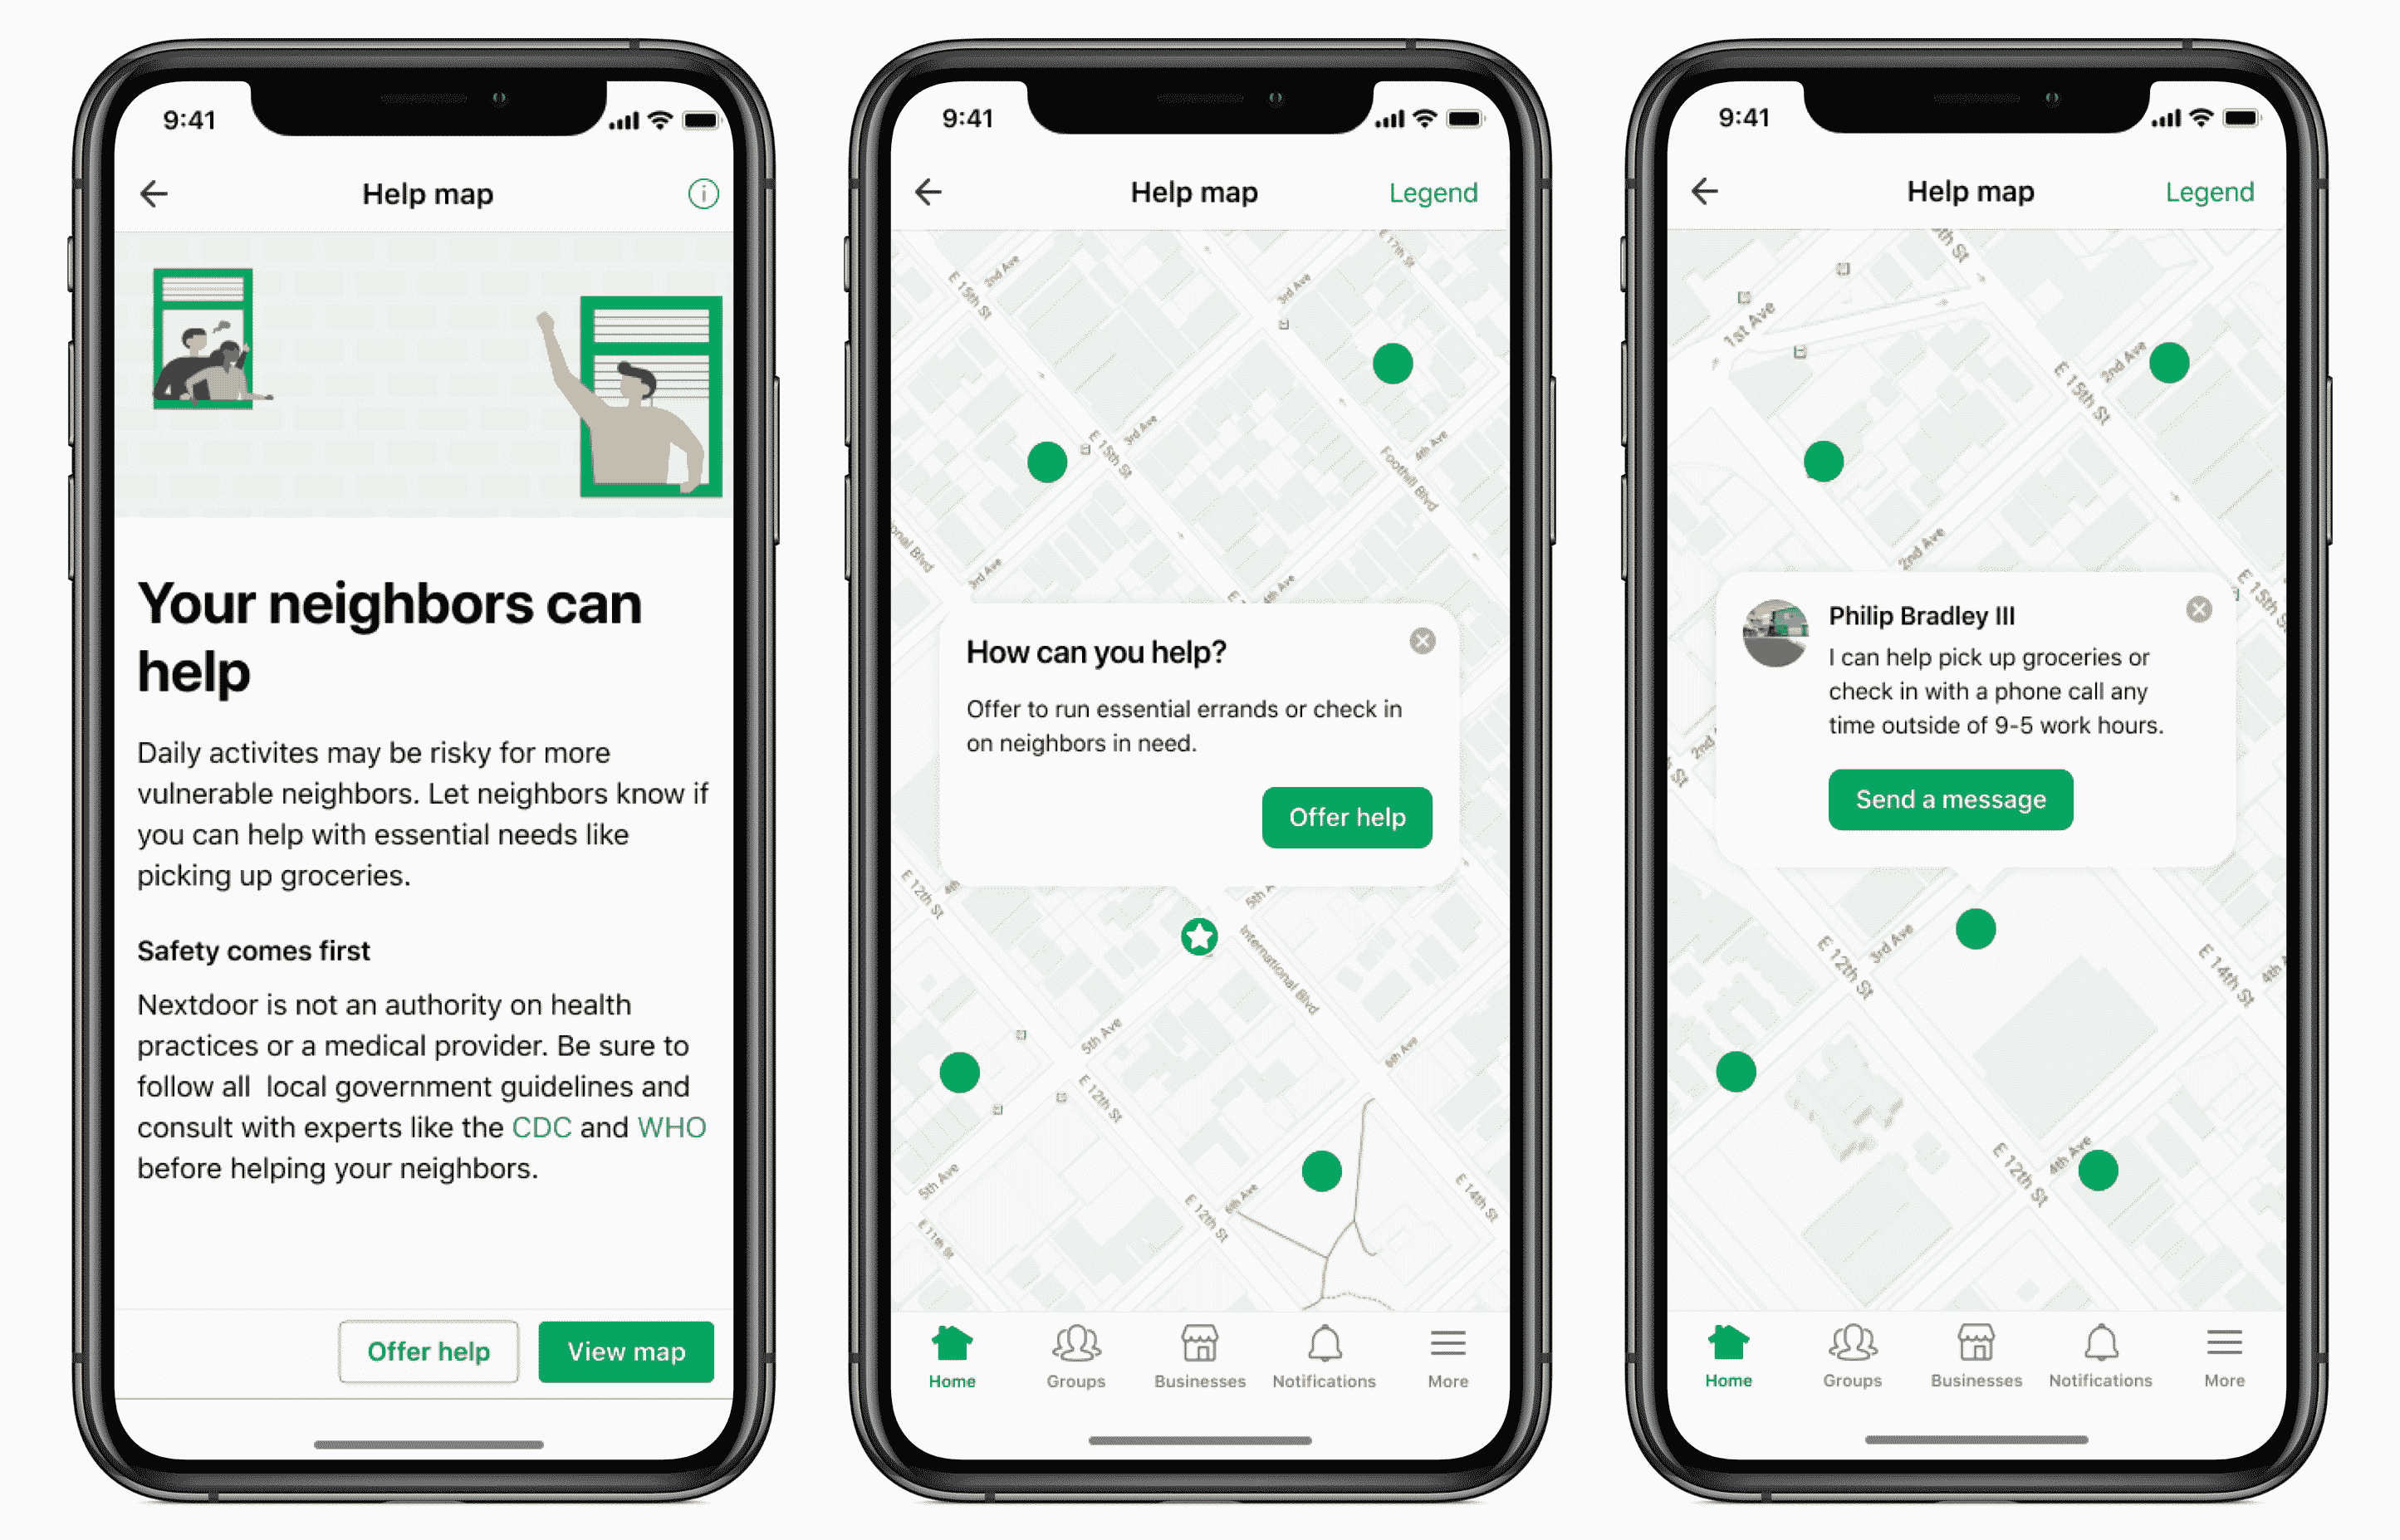 9:41
Help map
Your neighbors can
help
Daily activites may be risky for more
vulnerable neighbors. Let neighbors know if
you can help with essential needs like
picking up groceries.
Safety comes first
Nextdoor is not an authority on health
practices or a medical provider. Be sure to
follow all  local government guidelines and
consult with experts like the CDC and WHO
before helping your neighbors.
Offer help
View map
9:41
Help map
Legend
2nd Ave
E 15th St
E 17th St
3rd Ave
3rd Ave
E 15th St
4th Ave
Foothill Blvd
Blvd
3rd Ave
4th Ave
How can you help?
Offer to run essential errands or check in
on neighbors in need.
Offer help
E 12th St
5th
International Blvd
5th Ave
6th Ave
E 12th St
5th Ave
6th Ave
E 12th St
E 14th St
E 11th St
Home
Groups
Businesses
Notifications
More
9:41
Help map
Legend
5th St
1st Ave
2nd Ave
E 15th St
2nd Ave
E 15th St
Philip Bradley III
I can help pick up groceries or
check in with a phone call any
time outside of 9-5 work hours.
Send a message
2nd
St
3rd Ave
E 12th St
E 14th St
4th
4th Ave
E 12th St
Home
Groups
Businesses
Notifications
More